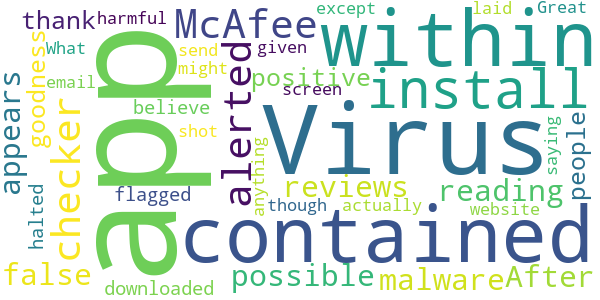 thank
harmful
McAfee
except
laid
Great
What
goodness
send
given
within
email
might
alerted
positive
install
appears
checker
app
believe
screen
Virus
shot
anything
saying
people
flagged
reviews
reading
halted
though
actually
website
contained
false
possible
malware
After
downloaded